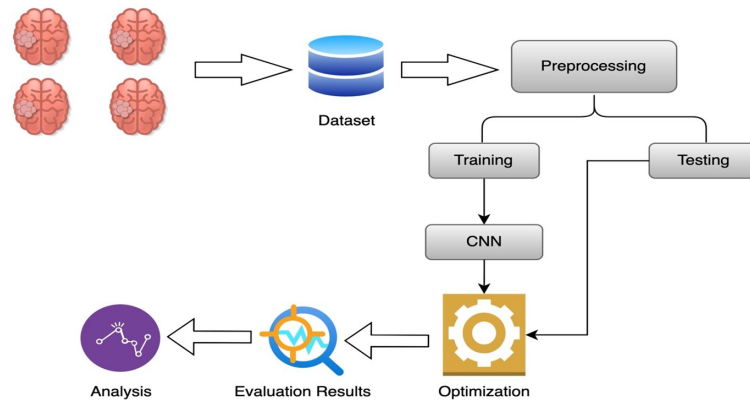 Preprocessing
Dataset
Training
Testing
CNN
Analysis
Evaluation Results
Optimization